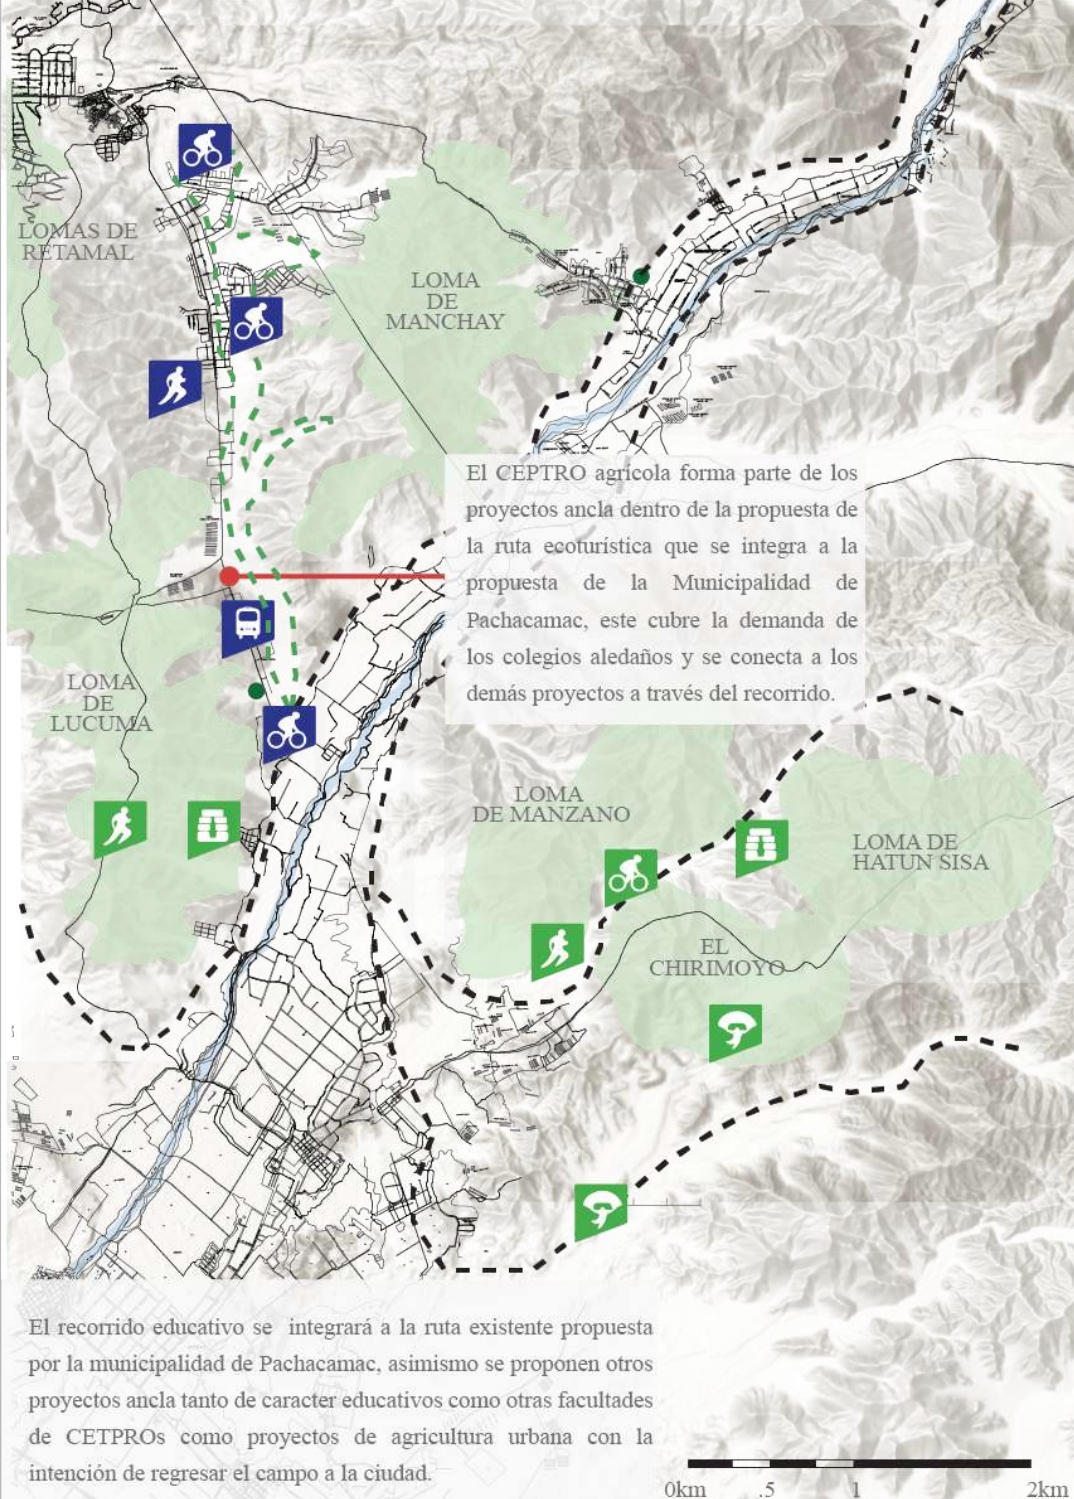 LOMAS DE
RETAMAL
LOMA
DE
MANCHAY
El CEPTRO agrícola forma parte de los
proyectos ancla dentro de la propuesta de
la ruta ecoturística que se integra a la
propuesta de la Municipalidad de
Pachacamac, este cubre la demanda de
los colegios aledaños y se conecta a los
demás proyectos a través del recorrido.
LOMA
DE
LUCUMA
LOMA
DE MANZANO
LOMA DE
HATUN SISA
EL
CHIRIMOYO
El recorrido educativo se integrará a la ruta existente propuesta
por la municipalidad de Pachacamac, asimismo se proponen otros
proyectos ancla tanto de caracter educativos como otras facultades
de CETPROs como proyectos de agricultura urbana con la
intención de regresar el campo a la ciudad.
0km .5 1 2km